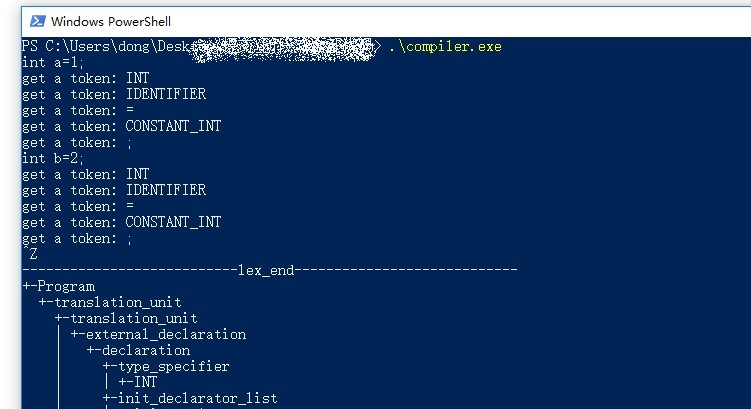 Windows PowerShell
PS C:\Users\dong\Desk > .\compiler.exe
int a=1;
get a token: INT
get a token: IDENTIFIER
get a token: =
get a token: CONSTANT_INT
get a token: ;
int b=2;
get a token: INT
get a token: IDENTIFIER
get a token: =
get a token: CONSTANT_INT
get a token: ;
^Z
---------------------------lex_end----------------------------
+-Program
  +-translation_unit
    +-translation_unit
    | +-external_declaration
    |   +-declaration
    |     +-type_specifier
    |     | +-INT
    |     +-init_declarator_list